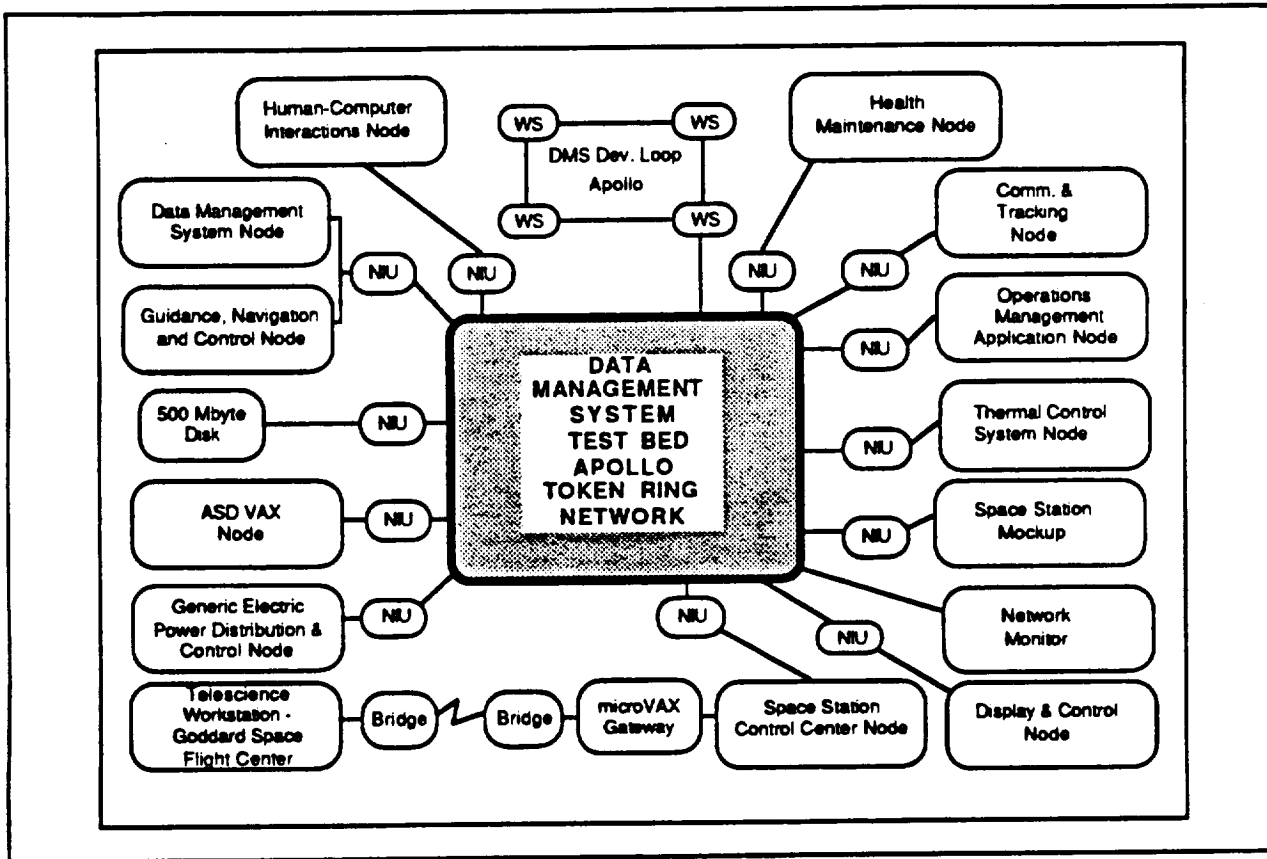 Human-Computer
Interactions Node
WS
WS
DMS Dev. Loop
Apollo
WS
WS
Health
Maintenance Node
Data Management
System Node
NIU
NIU
NIU
NIU
Comm. &
Tracking
Node
Guidance, Navigation
and Control Node
Operations
Management
Application Node
NIU
DATA
MANAGEMENT
SYSTEM
TEST BED
APOLLO
TOKEN RING
NETWORK
500 Mbyte
Disk
NIU
Thermal Control
System Node
NIU
ASD VAX
Node
NIU
Space Station
Mockup
NIU
Generic Electric
Power Distribution &
Control Node
NIU
NIU
NIU
Network
Monitor
Telescience
Workstation -
Goddard Space
Flight Center
Bridge
Bridge
microVAX
Gateway
Space Station
Control Center Node
Display & Control
Node